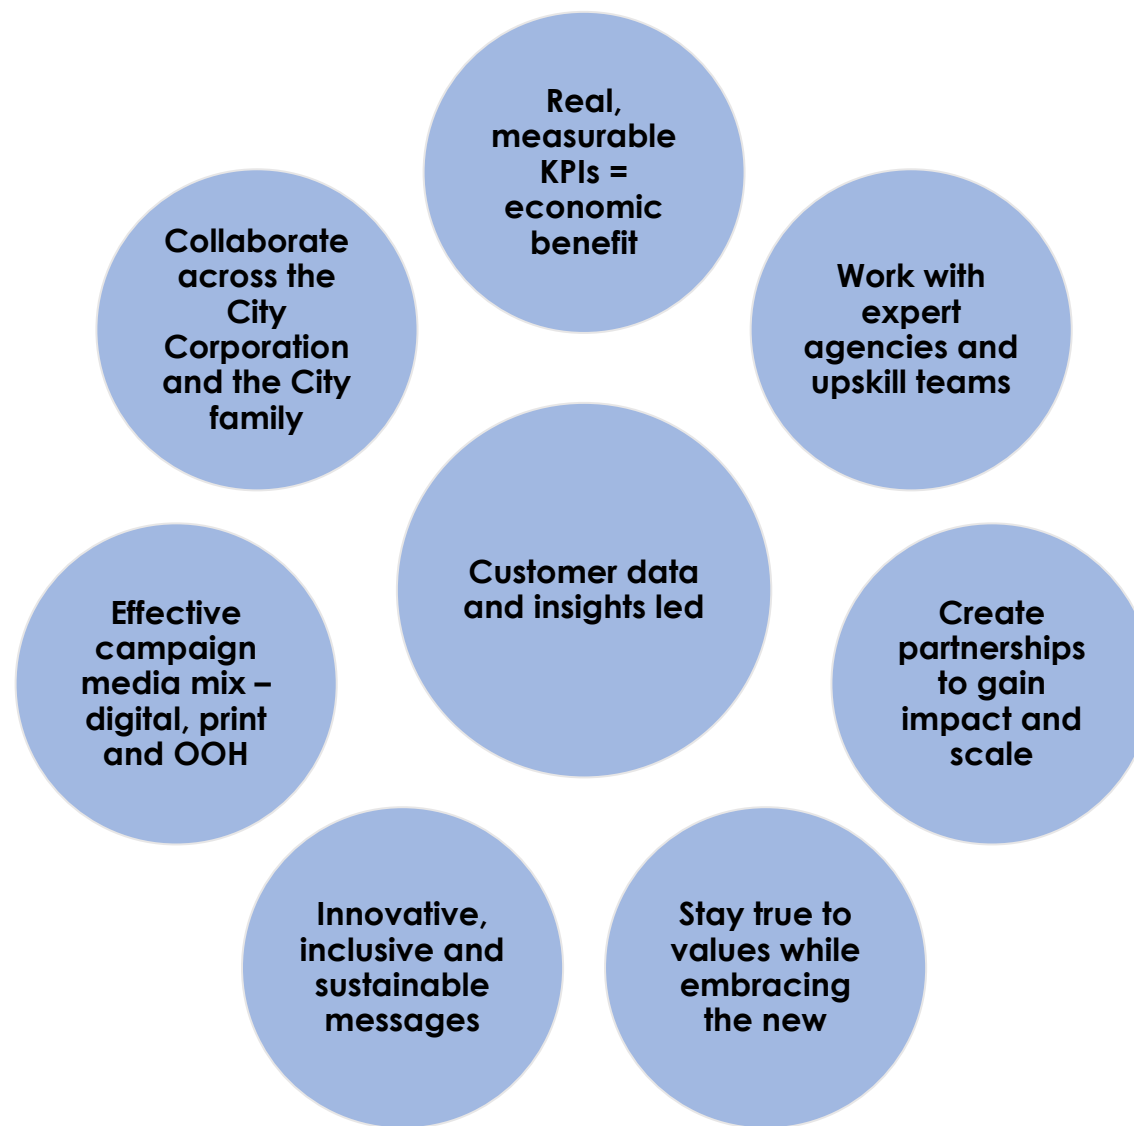 Real,
measurable
KPIs =
economic
benefit
Work with
expert
agencies and
upskill teams
Create
partnerships
to gain
impact and
scale
Stay true to
values while
embracing
the new
Innovative,
inclusive and
sustainable
messages
Effective
campaign
media mix –
digital, print
and OOH
Collaborate
across the
City
Corporation
and the City
family
Customer data
and insights led